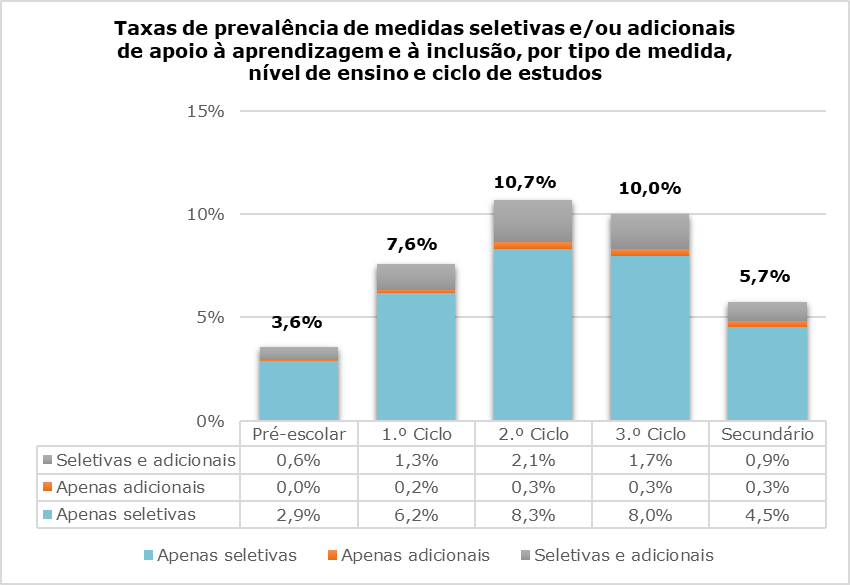 Taxas de prevalência de medidas seletivas e/ou adicionais
de apoio à aprendizagem e à inclusão, por tipo de medida,
nível de ensino e ciclo de estudos
15%
10%
5%
0%
3,6%
7,6%
10,7%
10,0%
5,7%
Pré-escolar 1.º Ciclo 2.º Ciclo 3.º Ciclo Secundário
Seletivas e adicionais 0,6% 1,3% 2,1% 1,7% 0,9%
Apenas adicionais 0,0% 0,2% 0,3% 0,3% 0,3%
Apenas seletivas 2,9% 6,2% 8,3% 8,0% 4,5%
Apenas seletivas Apenas adicionais Seletivas e adicionais